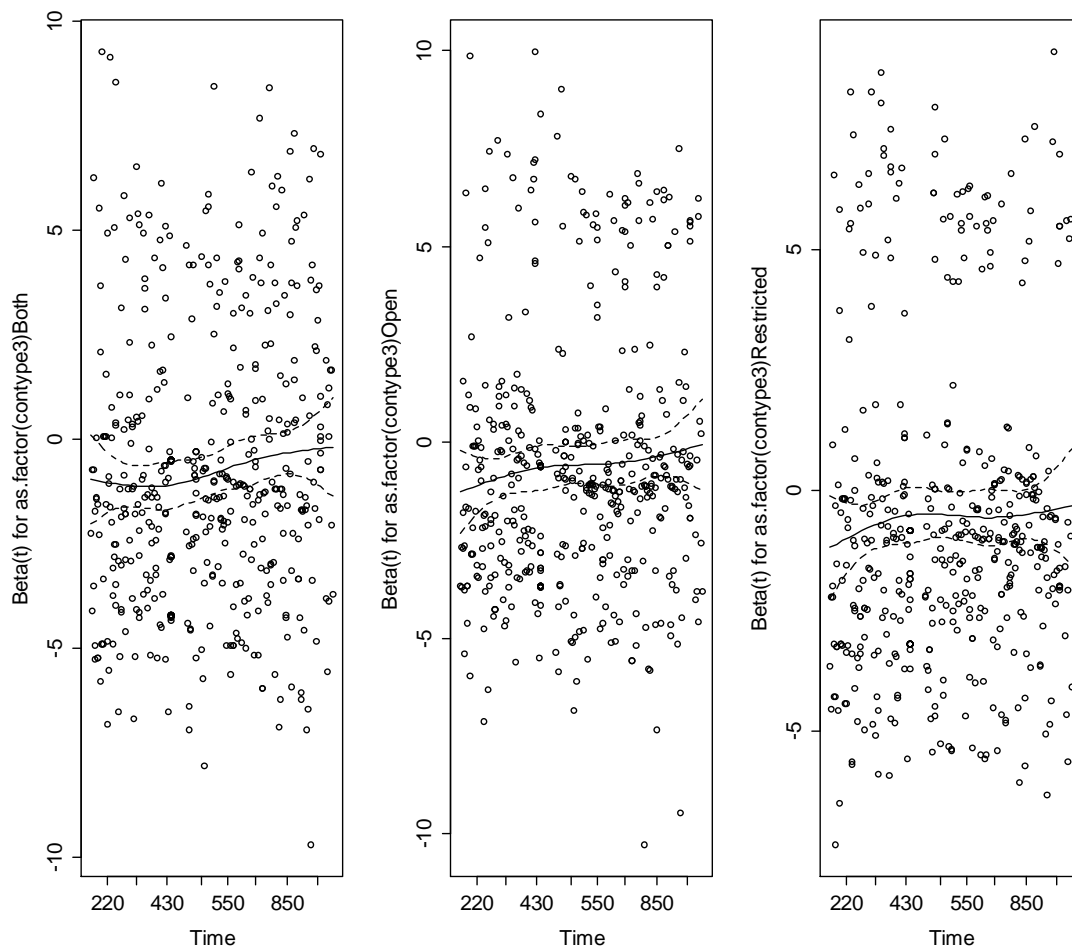 Beta(t) for as.factor(contype3)Both
10
5
0
-5
-10
220 430 550 850
Time
Beta(t) for as.factor(contype3)Open
10
5
0
-5
-10
220 430 550 850
Time
Beta(t) for as.factor(contype3)Restricted
5
0
-5
220 430 550 850
Time